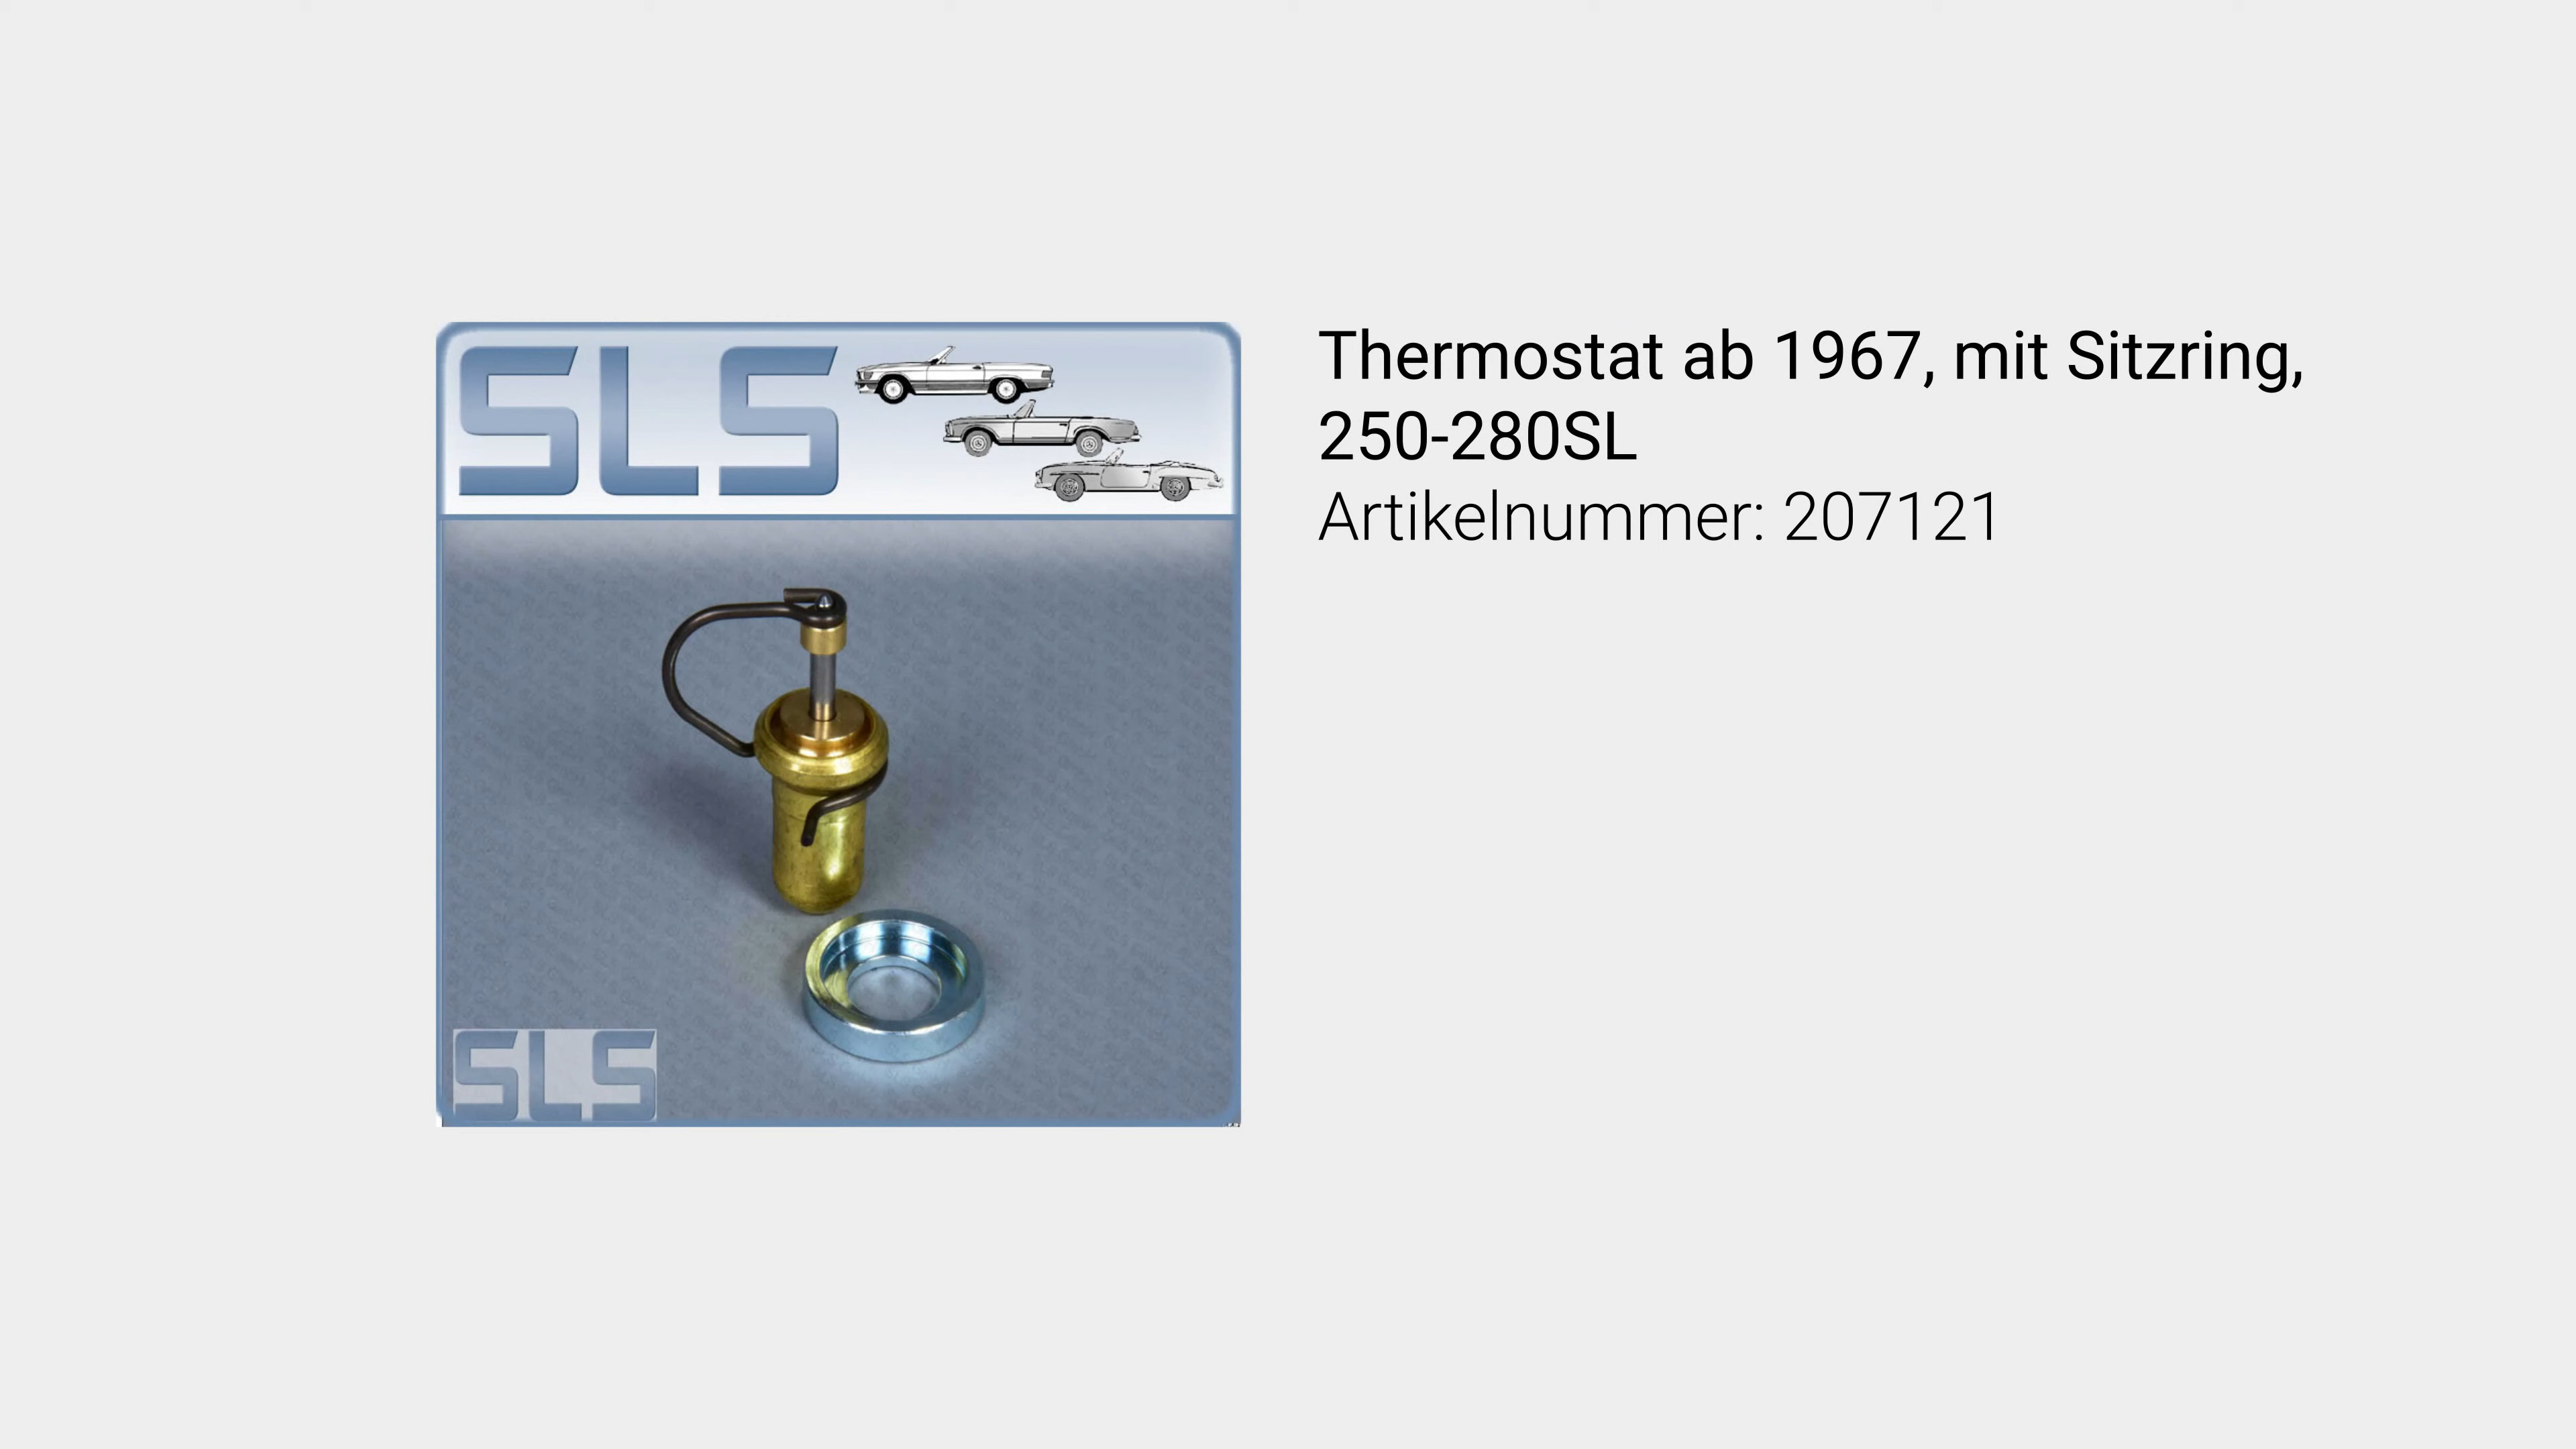 SLS
Thermostat ab 1967, mit Sitzring,
250-280SL
Artikelnummer: 207121
SLS